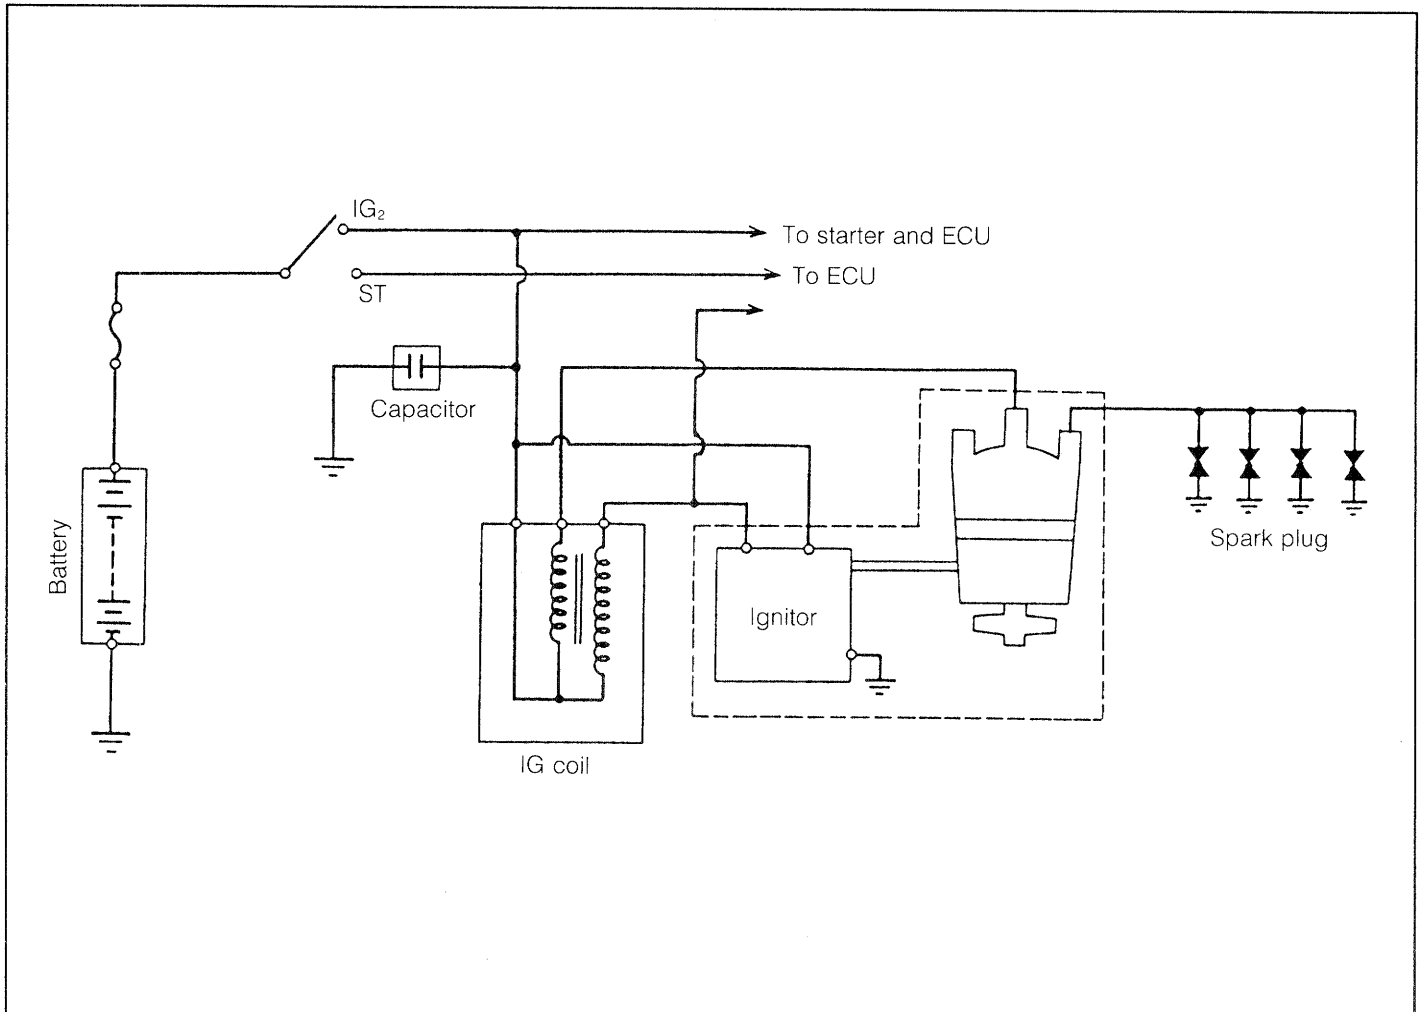 IG₂
To starter and ECU
To ECU
ST
Capacitor
Battery
Spark plug
Ignitor
IG coil